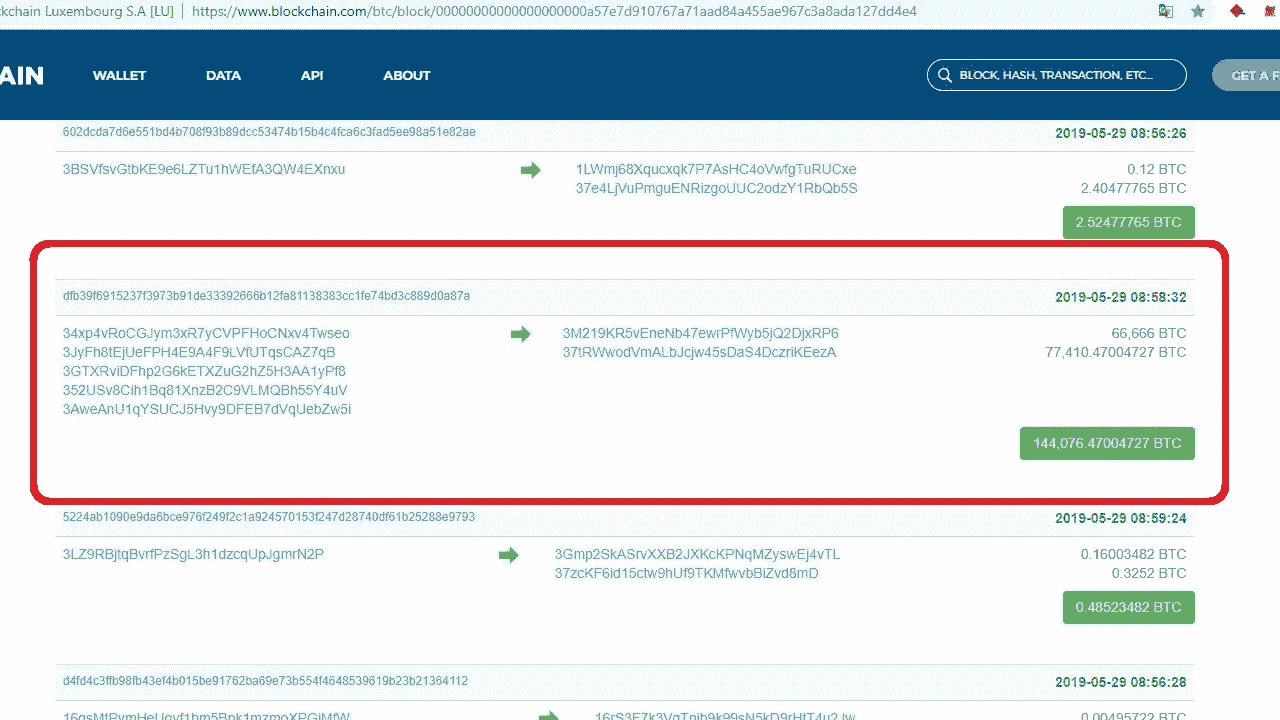 ckchain Luxembourg S.A [LU] | https://www.blockchain.com/btc/block/00000000000000000000a57e7d910767a71aad84a455ae967c3a8ada127dd4e4
AIN WALLET DATA API ABOUT BLOCK, HASH, TRANSACTION, ETC... GET A F
602dcda7d6e551bd4b708f93b89dcc53474b15b4c4fca6c3fad5ee98a51e82ae 2019-05-29 08:56:26
3BSVfsvGtbKE9e6LZTu1hWEfA3QW4EXnxu 1LWmj68Xqucxqk7P7AsHC4oVwfgTuRUCxe 0.12 BTC
37e4LjVuPmguENRizgoUUC2odzY1RbQb5S 2.40477765 BTC
2.52477765 BTC
dfb39f6915237f3973b91de33392666b12fa81138383cc1fe74bd3c889d0a87a 2019-05-29 08:58:32
34xp4vRoCGJym3xR7yCVPFHoCNxv4Twseo 3M219KR5vEneNb47ewrPfWyb5jQ2DjxRP6 66,666 BTC
3JyFh8tEjUeFPH4E9A4F9LVfUTqsCAZ7qB 37tRWwodVmALbJcjw45sDaS4DczriKEezA 77,410.47004727 BTC
3GTXRviDFhp2G6kETXZuG2hZ5H3AA1yPf8
352USv8Cih1Bq81XnzB2C9VLMQBh55Y4uV
3AweAnU1qYSUCJ5Hvy9DFEB7dVqUebZw5i
144,076.47004727 BTC
5224ab1090e9da6bce976f249f2c1a924570153f247d28740df61b25288e9793 2019-05-29 08:59:24
3LZ9RBjtqBvrfPzSgL3h1dzcqUpJgmrN2P 3Gmp2SkASrvXXB2JXKcKPNqMZyswEj4vTL 0.16003482 BTC
37zcKF6id15ctw9hUf9TKMfwvbBiZvd8mD 0.3252 BTC
0.48523482 BTC
d4fd4c3ffb98fb43ef4b015be91762ba69e73b554f4648539619b23b21364112 2019-05-29 08:56:28
0.00495722 BTC